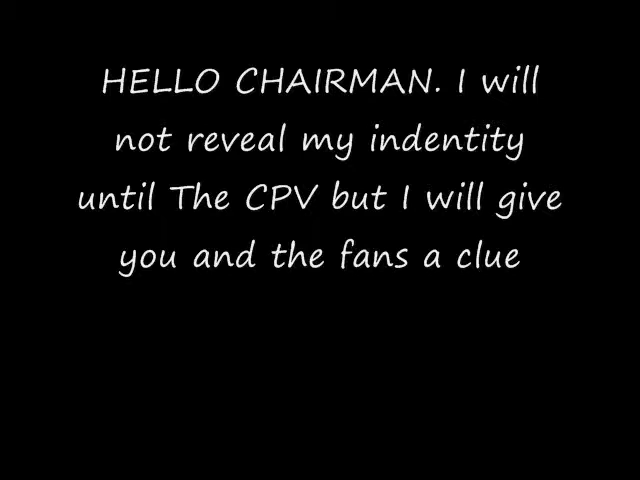 HELLO CHAIRMAN. I will
not reveal my indentity
until The CPV but I will give
you and the fans a clue